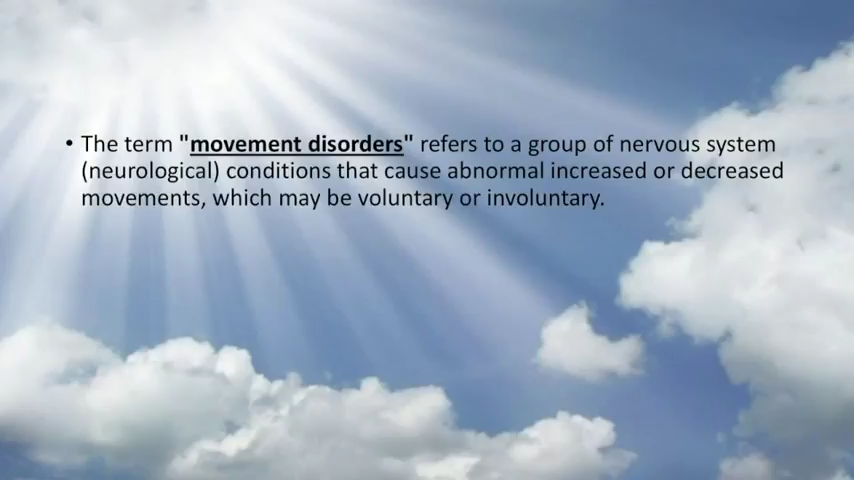 • The term "movement disorders" refers to a group of nervous system
(neurological) conditions that cause abnormal increased or decreased
movements, which may be voluntary or involuntary.